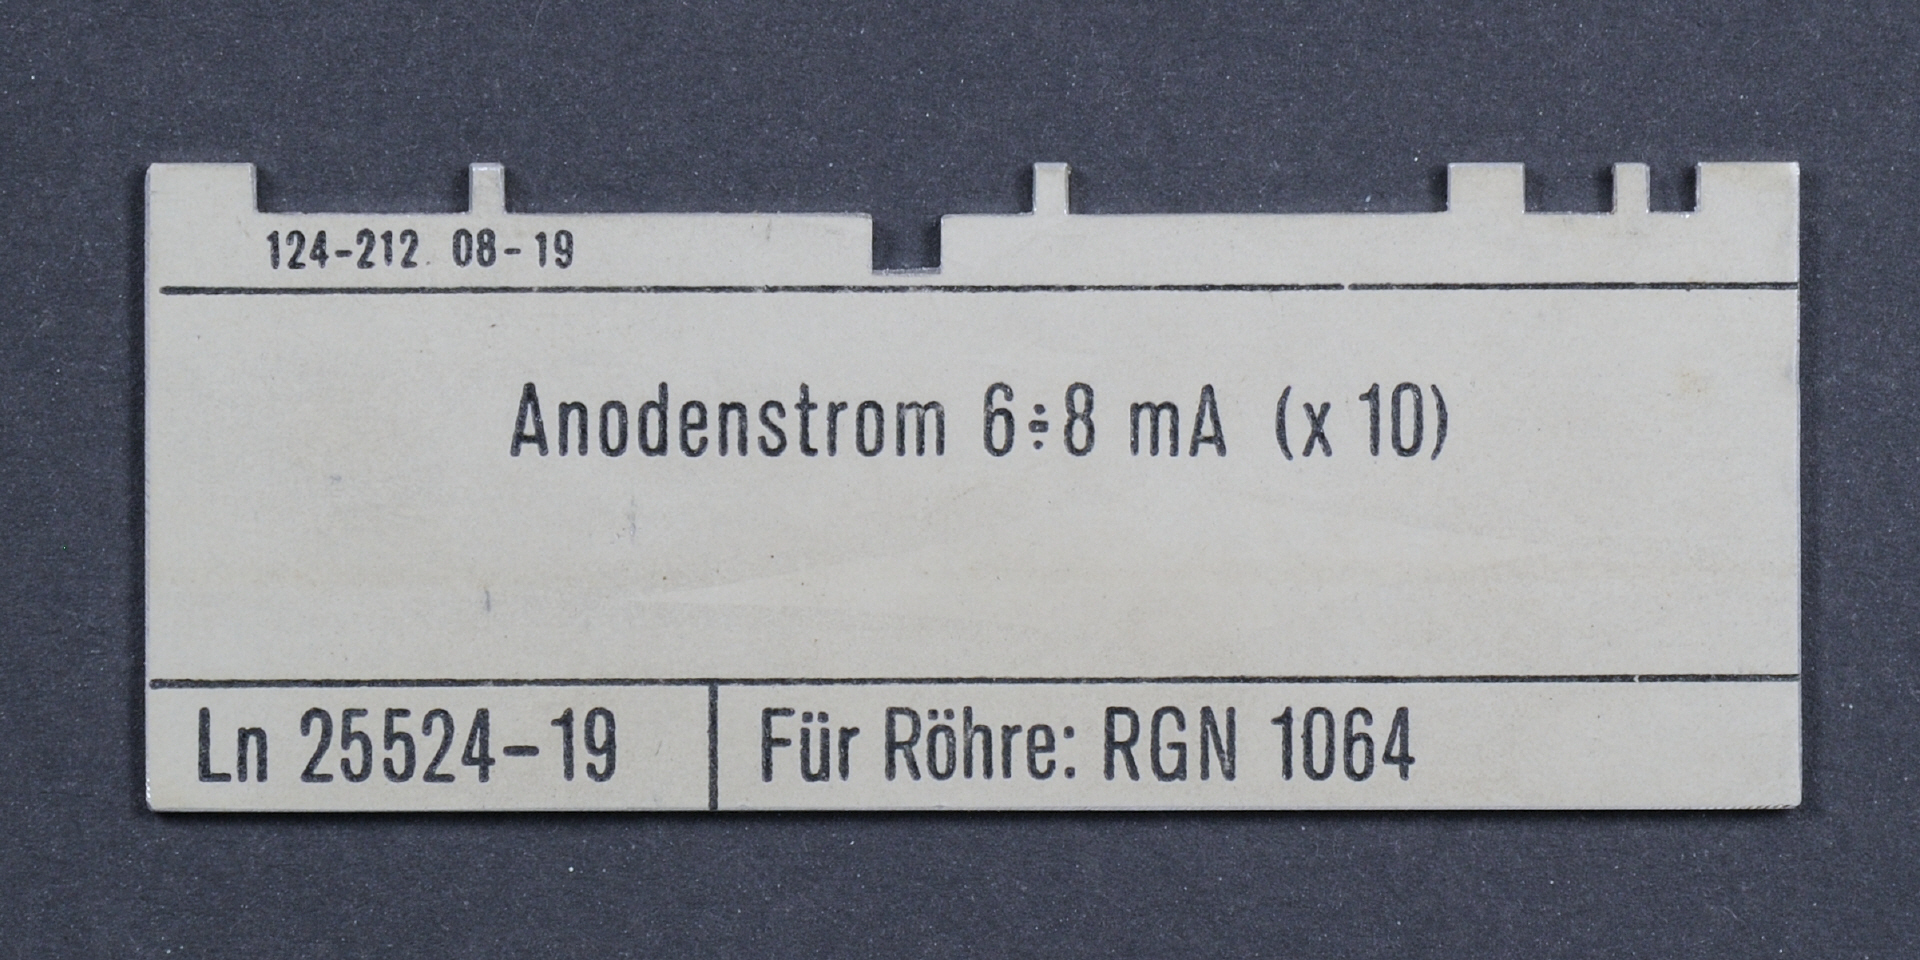 124-212 08-19
Anodenstrom 6÷8 mA (x 10)
Ln 25524-19
Für Röhre: RGN 1064